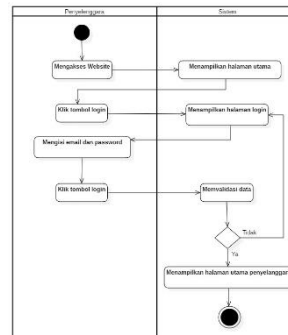 Penyelenggara
Sistem
Mengakses Website
Menampilkan halaman utama
Klik tombol login
Menampilkan halaman login
Mengisi email dan password
Klik tombol login
Memvalidasi data
Tidak
Ya
Menampilkan halaman utama penyelenggara